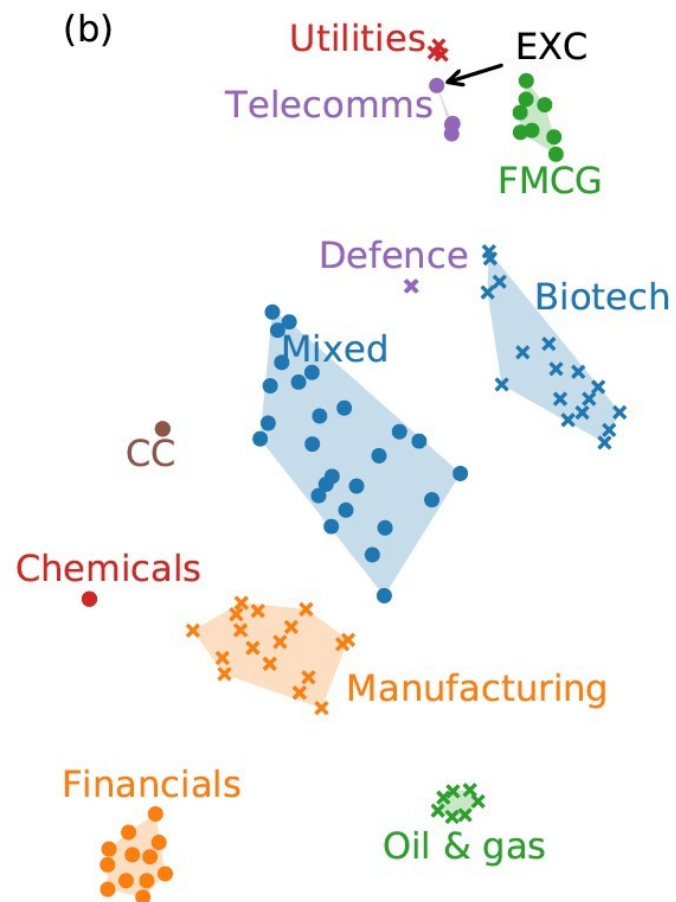 (b)
Utilities
EXC
Telecomms
FMCG
Defence
Biotech
Mixed
CC
Chemicals
Manufacturing
Financials
Oil & gas